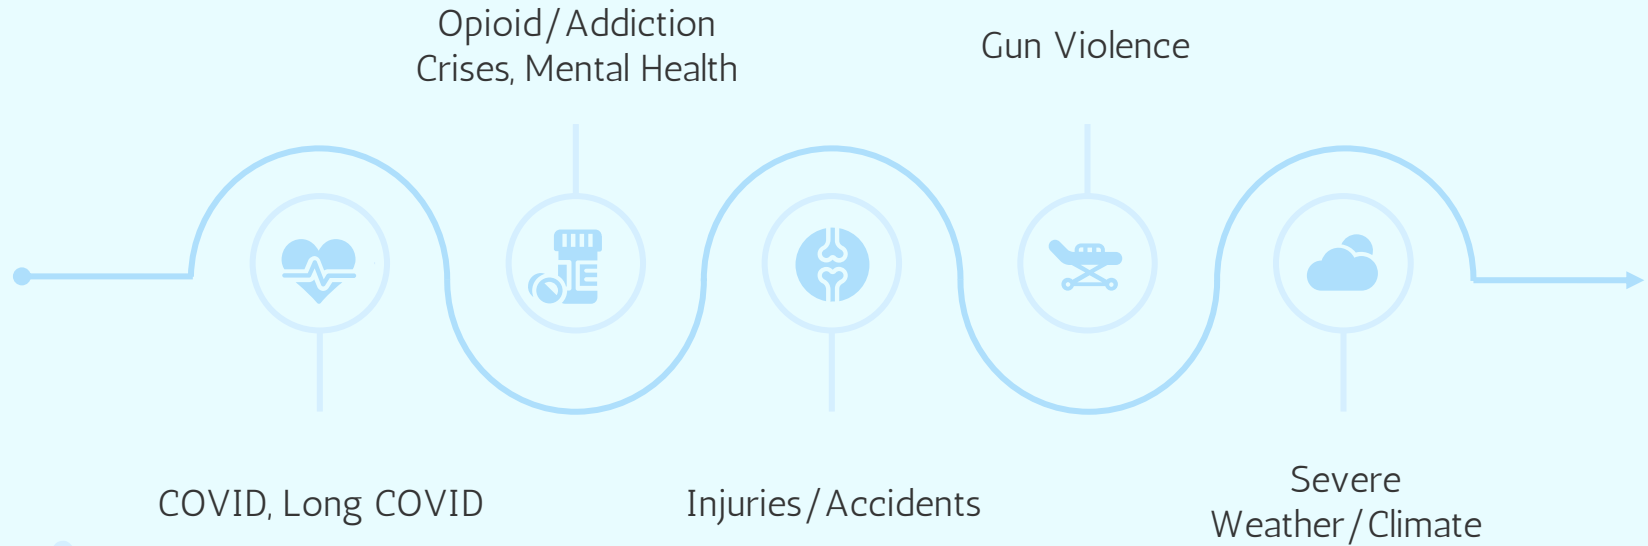 Opioid/Addiction
Crises, Mental Health
Gun Violence
COVID, Long COVID
Injuries/Accidents
Severe
Weather/Climate